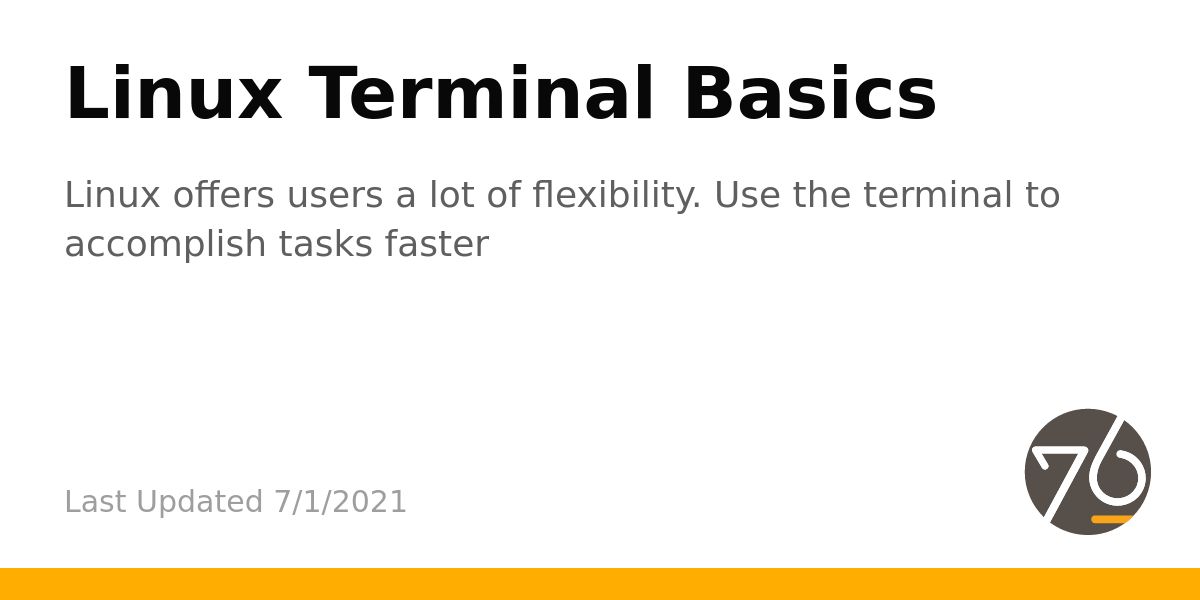 Linux Terminal Basics
Linux offers users a lot of flexibility. Use the terminal to
accomplish tasks faster
Last Updated 7/1/2021
76